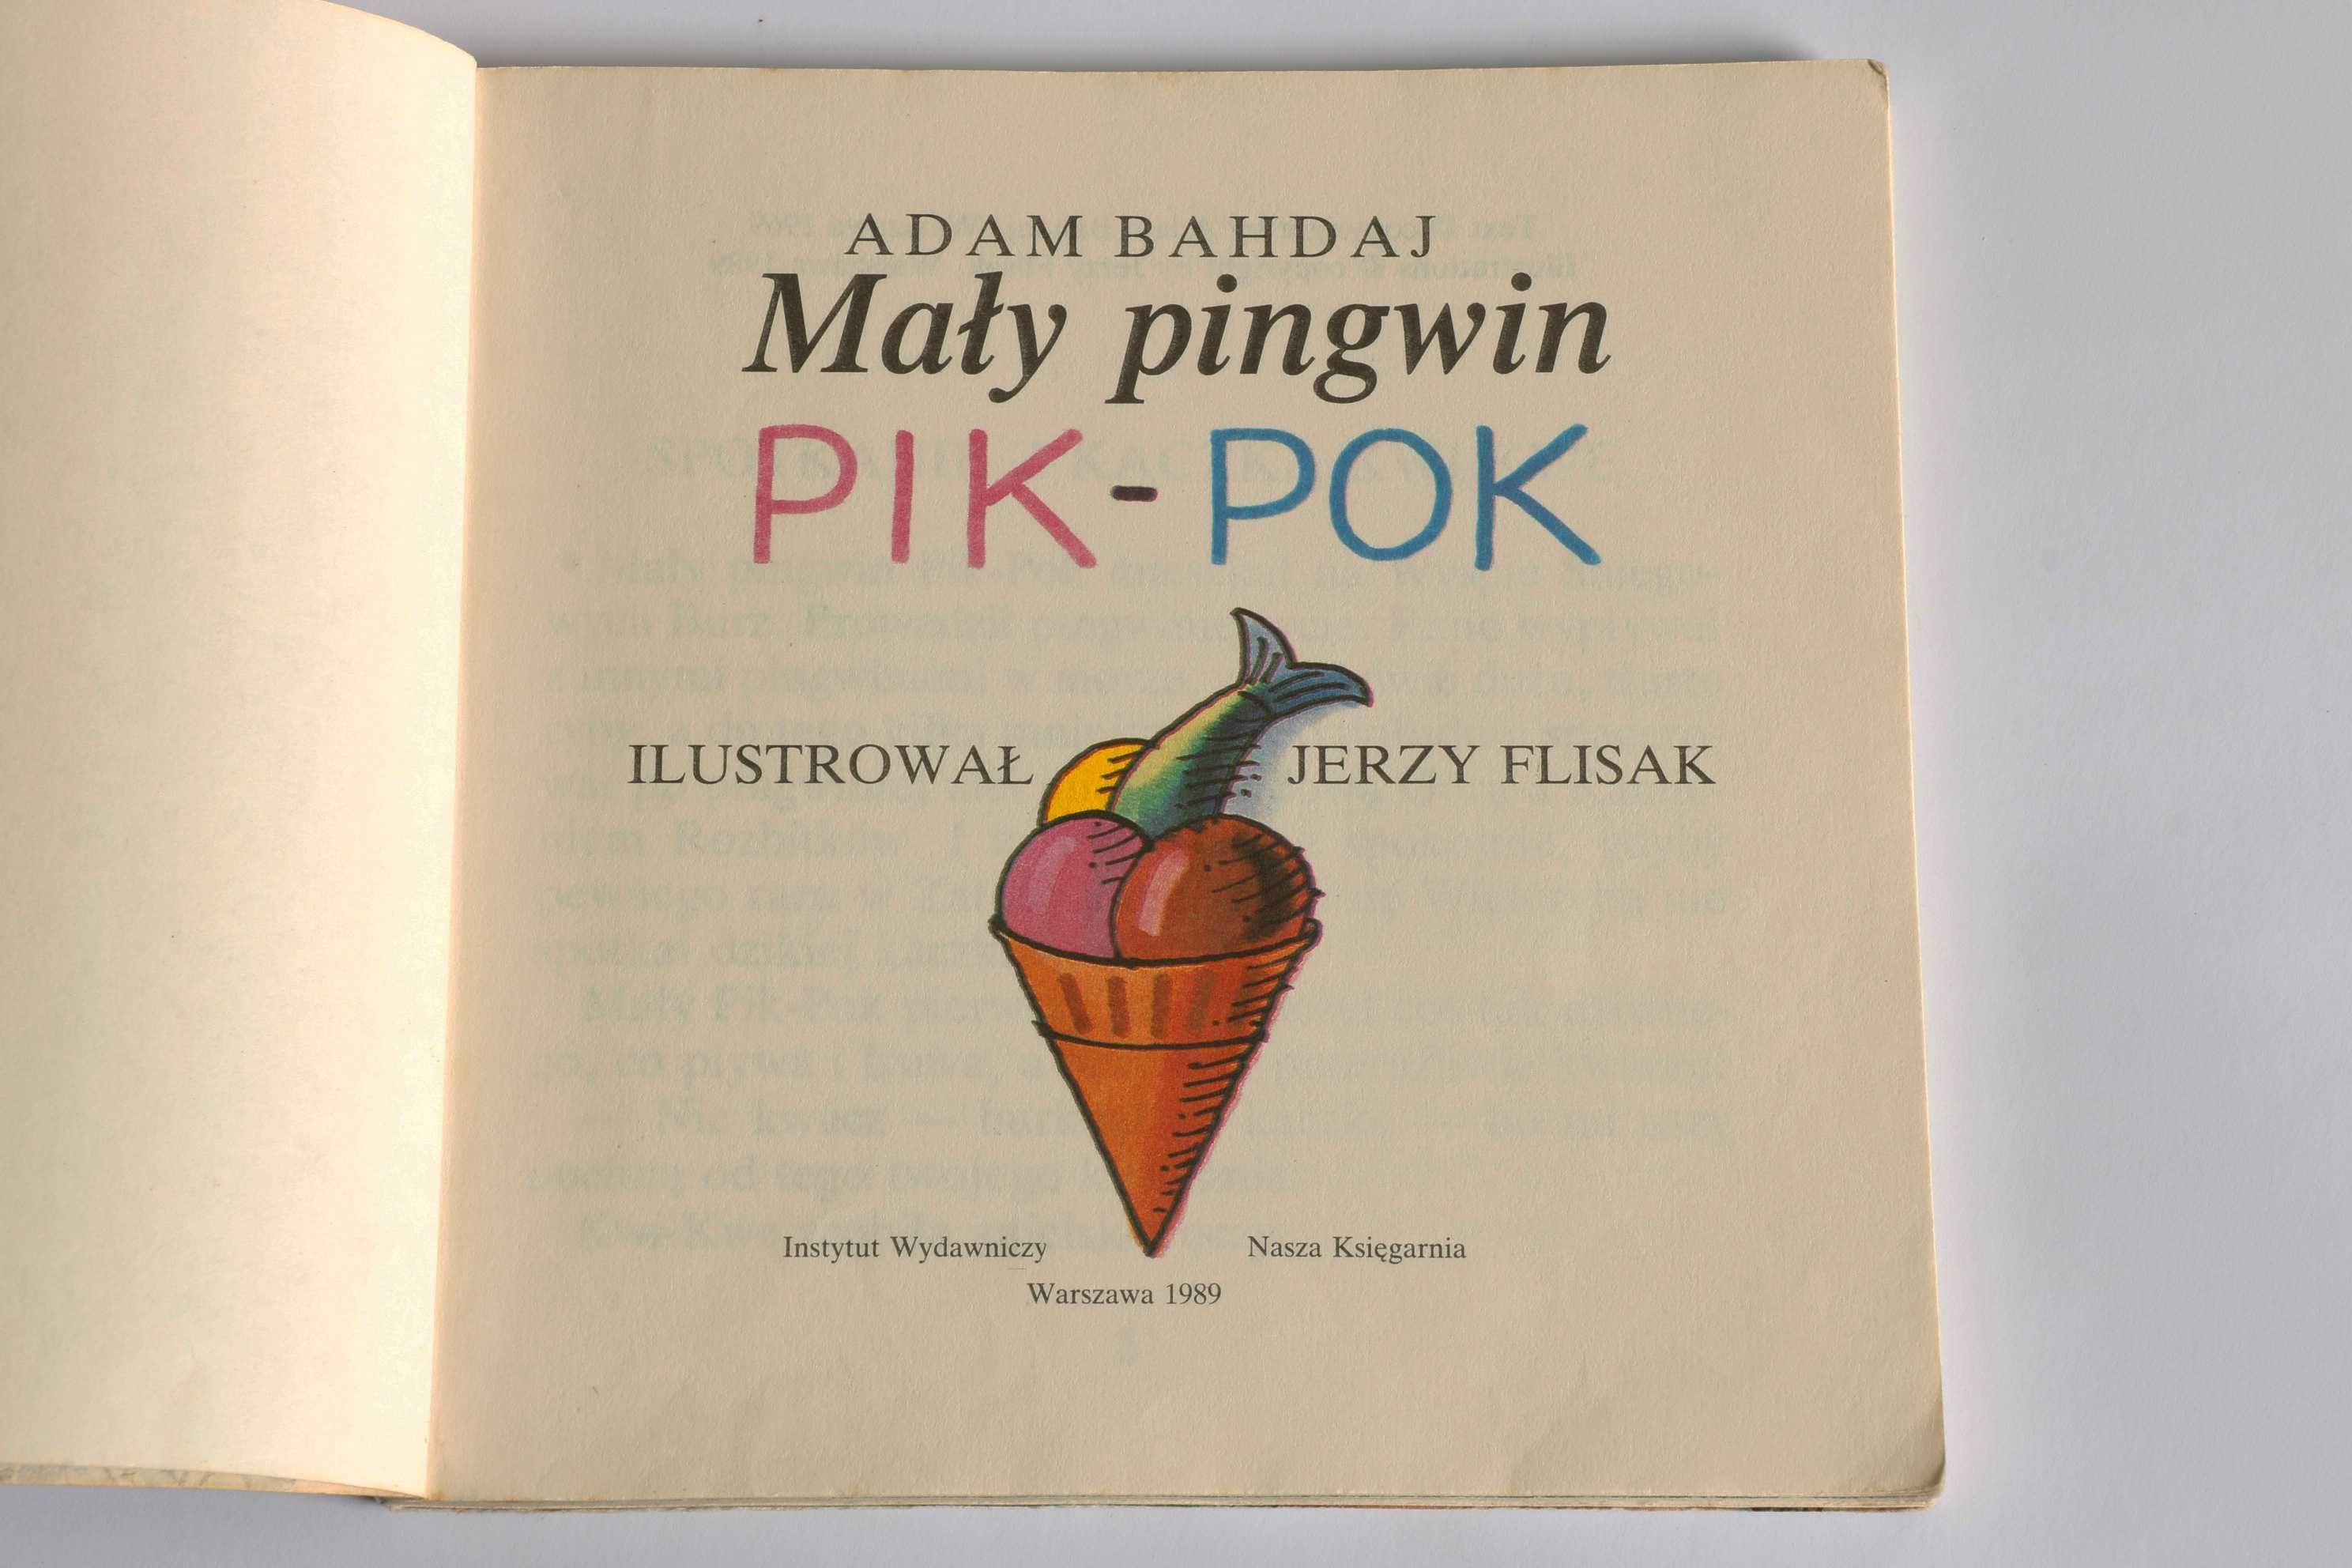 ADAM BAHDAJ
Mały pingwin
PIK-POK
ILUSTROWAŁ JERZY FLISAK
Instytut Wydawniczy Nasza Księgarnia
Warszawa 1989